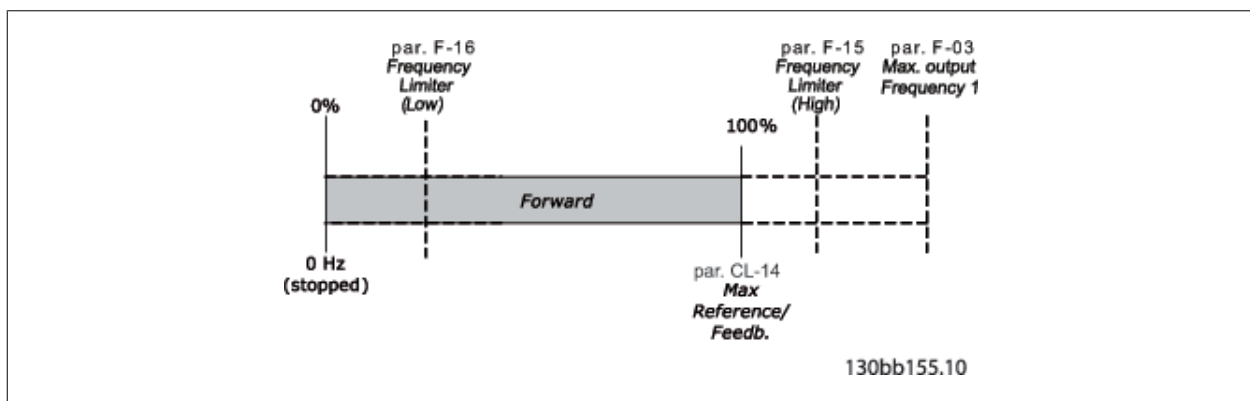 par. F-16
Frequency
Limiter
(Low)
par. F-15
Frequency
Limiter
(High)
par. F-03
Max. output
Frequency 1
0%
100%
Forward
0 Hz
(stopped)
par. CL-14
Max
Reference/
Feedb.
130bb155.10